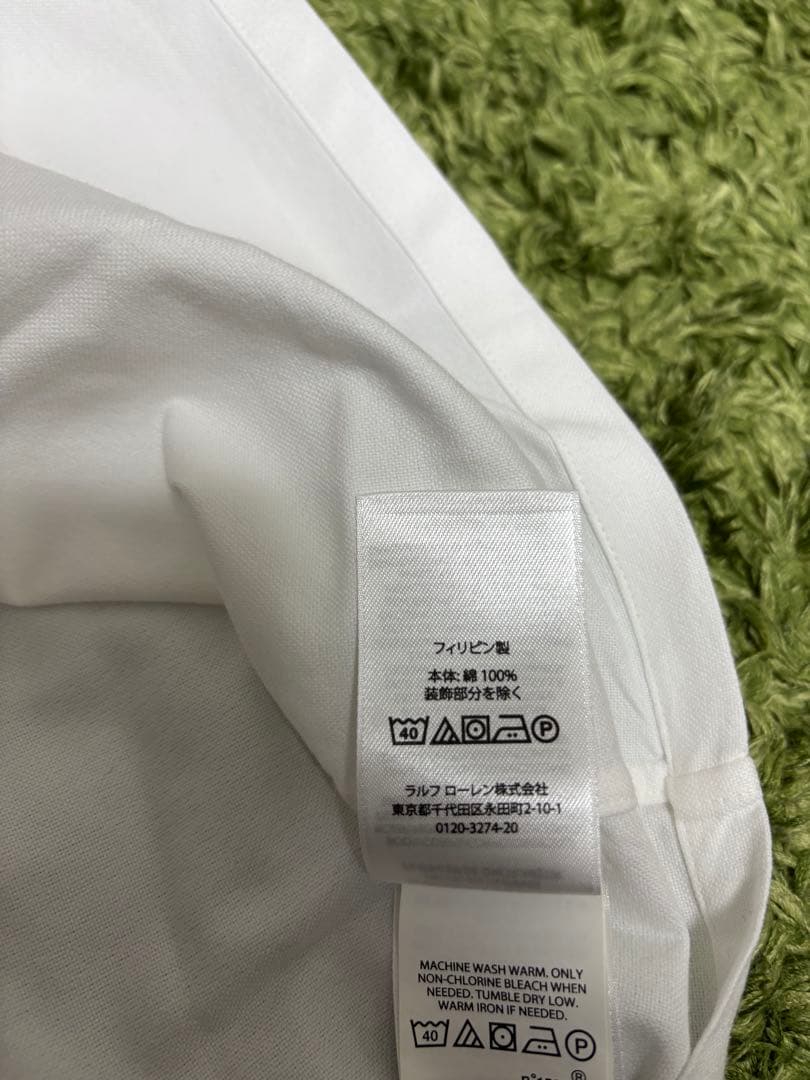 フィリピン製
本体: 綿 100%
装飾部分を除く
40 P
ラルフ ローレン株式会社
東京都千代田区永田町2-10-1
0120-3274-20
MACHINE WASH WARM. ONLY
NON-CHLORINE BLEACH WHEN
NEEDED. TUMBLE DRY LOW.
WARM IRON IF NEEDED.
40 P
®